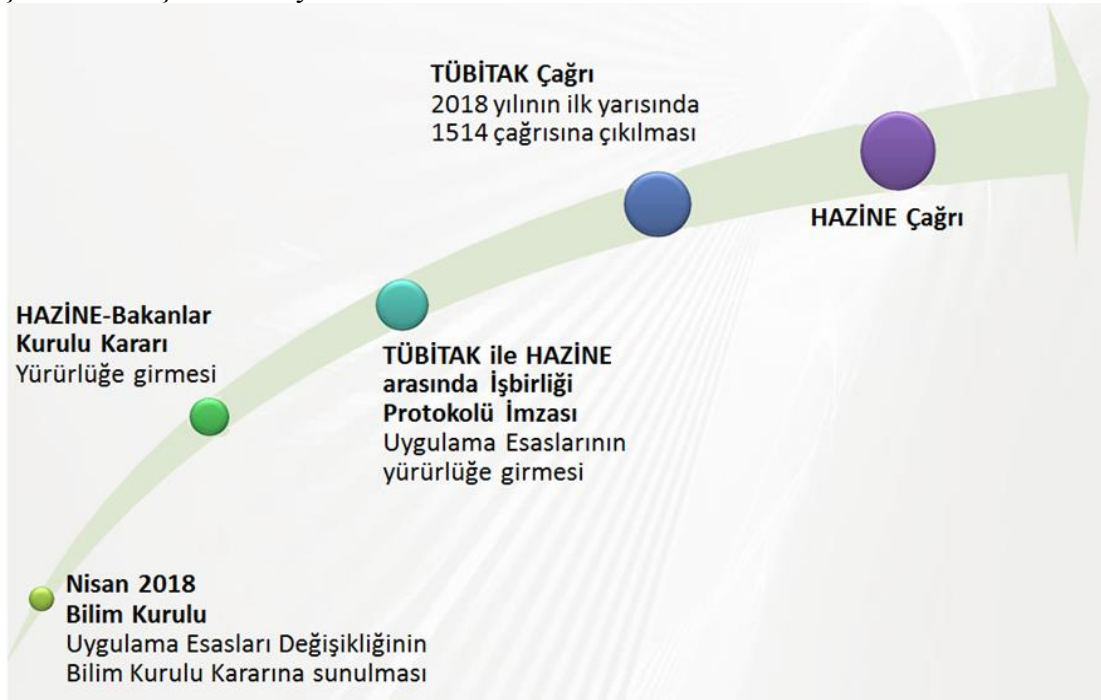 TÜBİTAK Çağrı
2018 yılının ilk yarısında
1514 çağrısına çıkılması
HAZİNE Çağrı
HAZİNE-Bakanlar
Kurulu Kararı
Yürürlüğe girmesi
TÜBİTAK ile HAZİNE
arasında İşbirliği
Protokolü İmzası
Uygulama Esaslarının
yürürlüğe girmesi
Nisan 2018
Bilim Kurulu
Uygulama Esasları Değişikliğinin
Bilim Kurulu Kararına sunulması